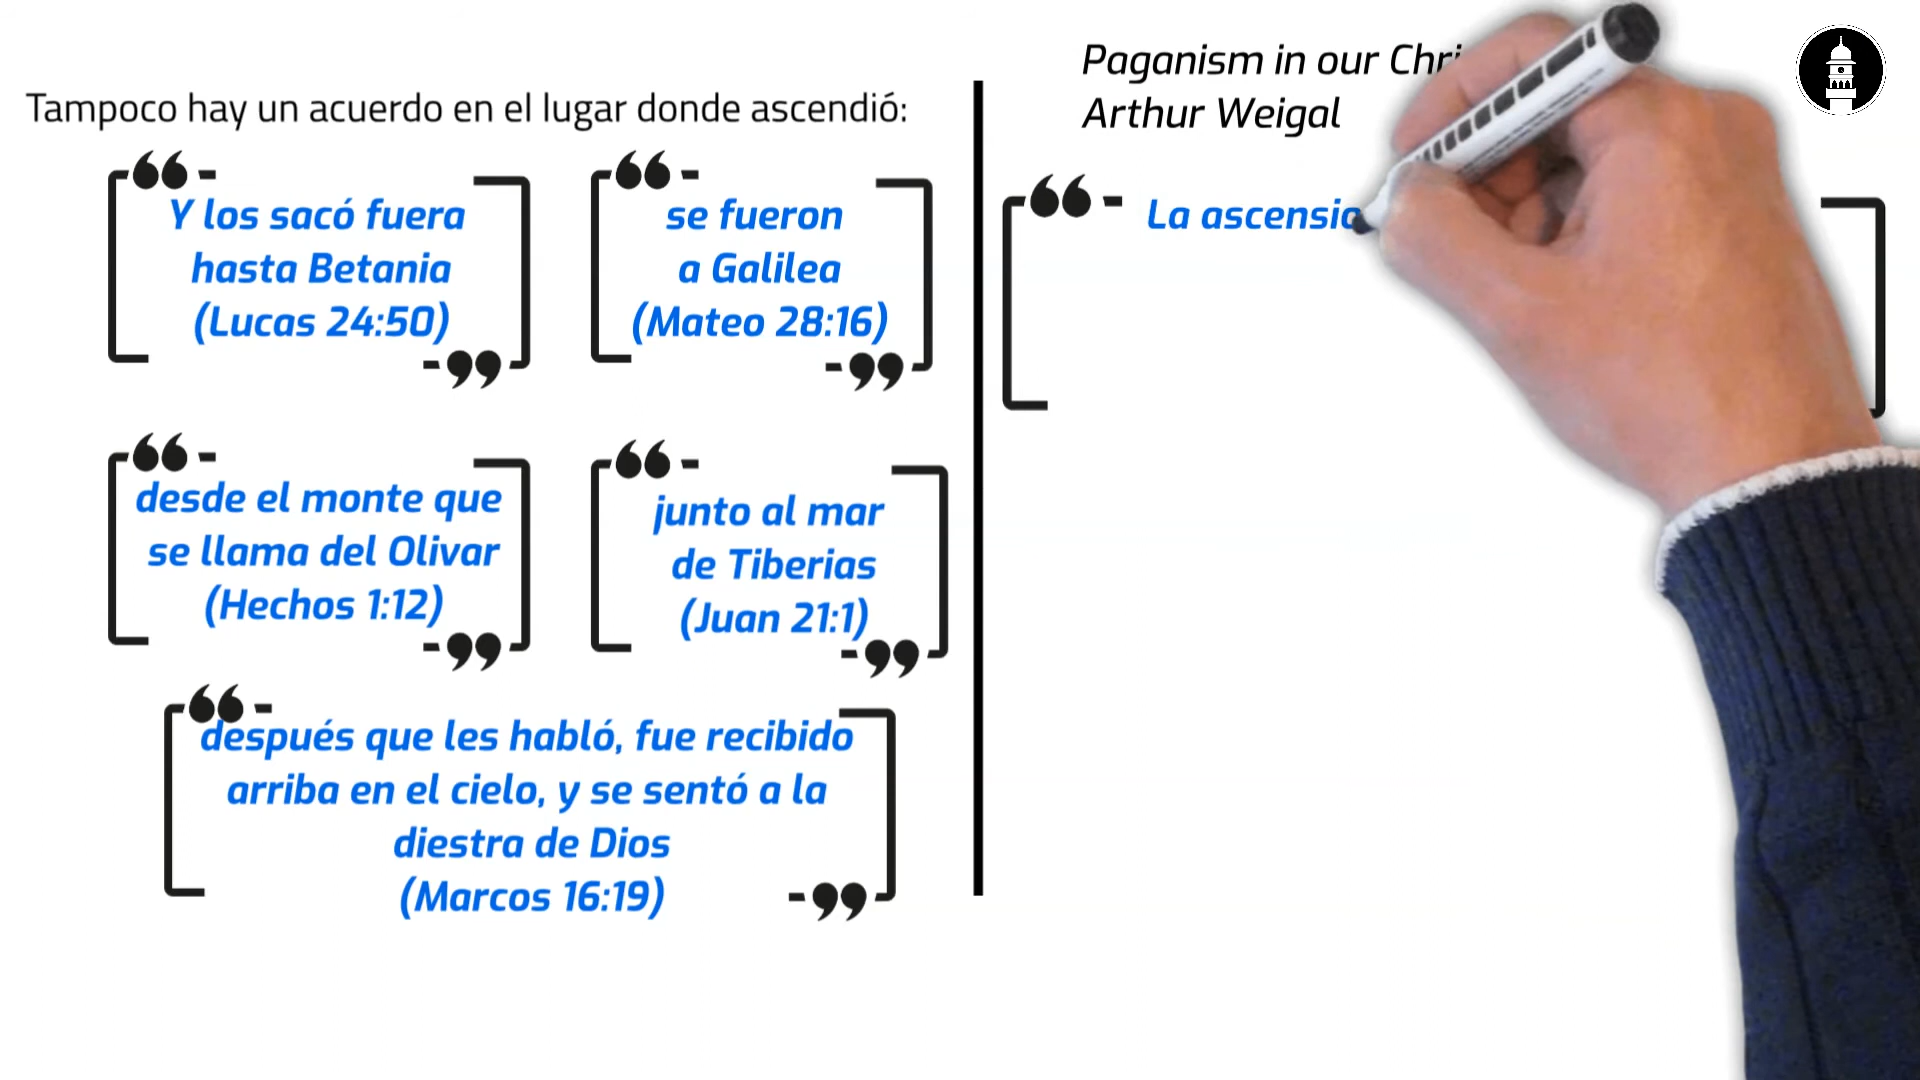 Tampoco hay un acuerdo en el lugar donde ascendió:
Y los sacó fuera
hasta Betania
(Lucas 24:50)
se fueron
a Galilea
(Mateo 28:16)
desde el monte que
se llama del Olivar
(Hechos 1:12)
junto al mar
de Tiberias
(Juan 21:1)
después que les habló, fue recibido
arriba en el cielo, y se sentó a la
diestra de Dios
(Marcos 16:19)
Paganism in our Chri
Arthur Weigal
La ascensio